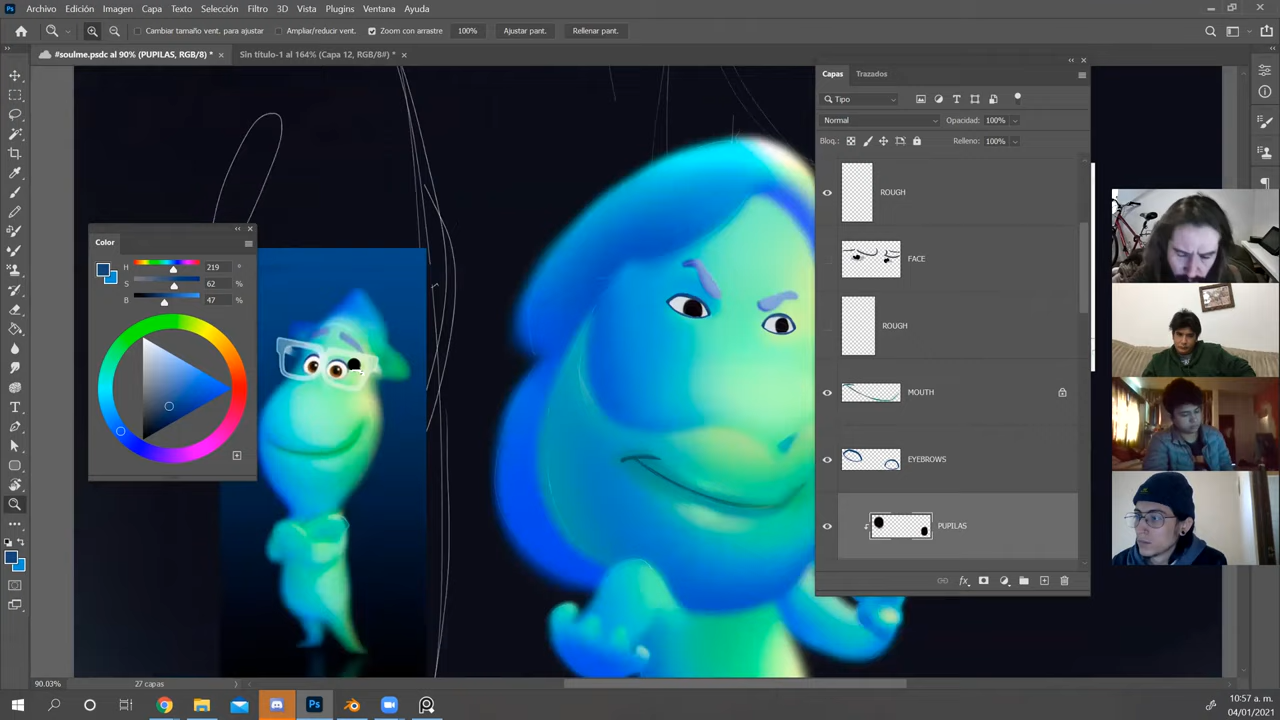 Ps Archivo Edición Imagen Capa Texto Selección Filtro 3D Vista Plugins Ventana Ayuda
Cambiar tamaño vent. para ajustar Ampliar/reducir vent. Zoom con arrastre 100% Ajustar pant. Rellenar pant.
#soulme.psdc al 90% (PUPILAS, RGB/8) * × Sin título-1 al 164% (Capa 12, RGB/8#) * ×
Capas Trazados
Tipo
Normal Opacidad: 100%
Bloq.: Relleno: 100%
ROUGH
FACE
ROUGH
MOUTH
EYEBROWS
PUPILAS
Color
H 219 °
S 62 %
B 47 %
90.03% 27 capas
Ps
10:57 a. m.
04/01/2021